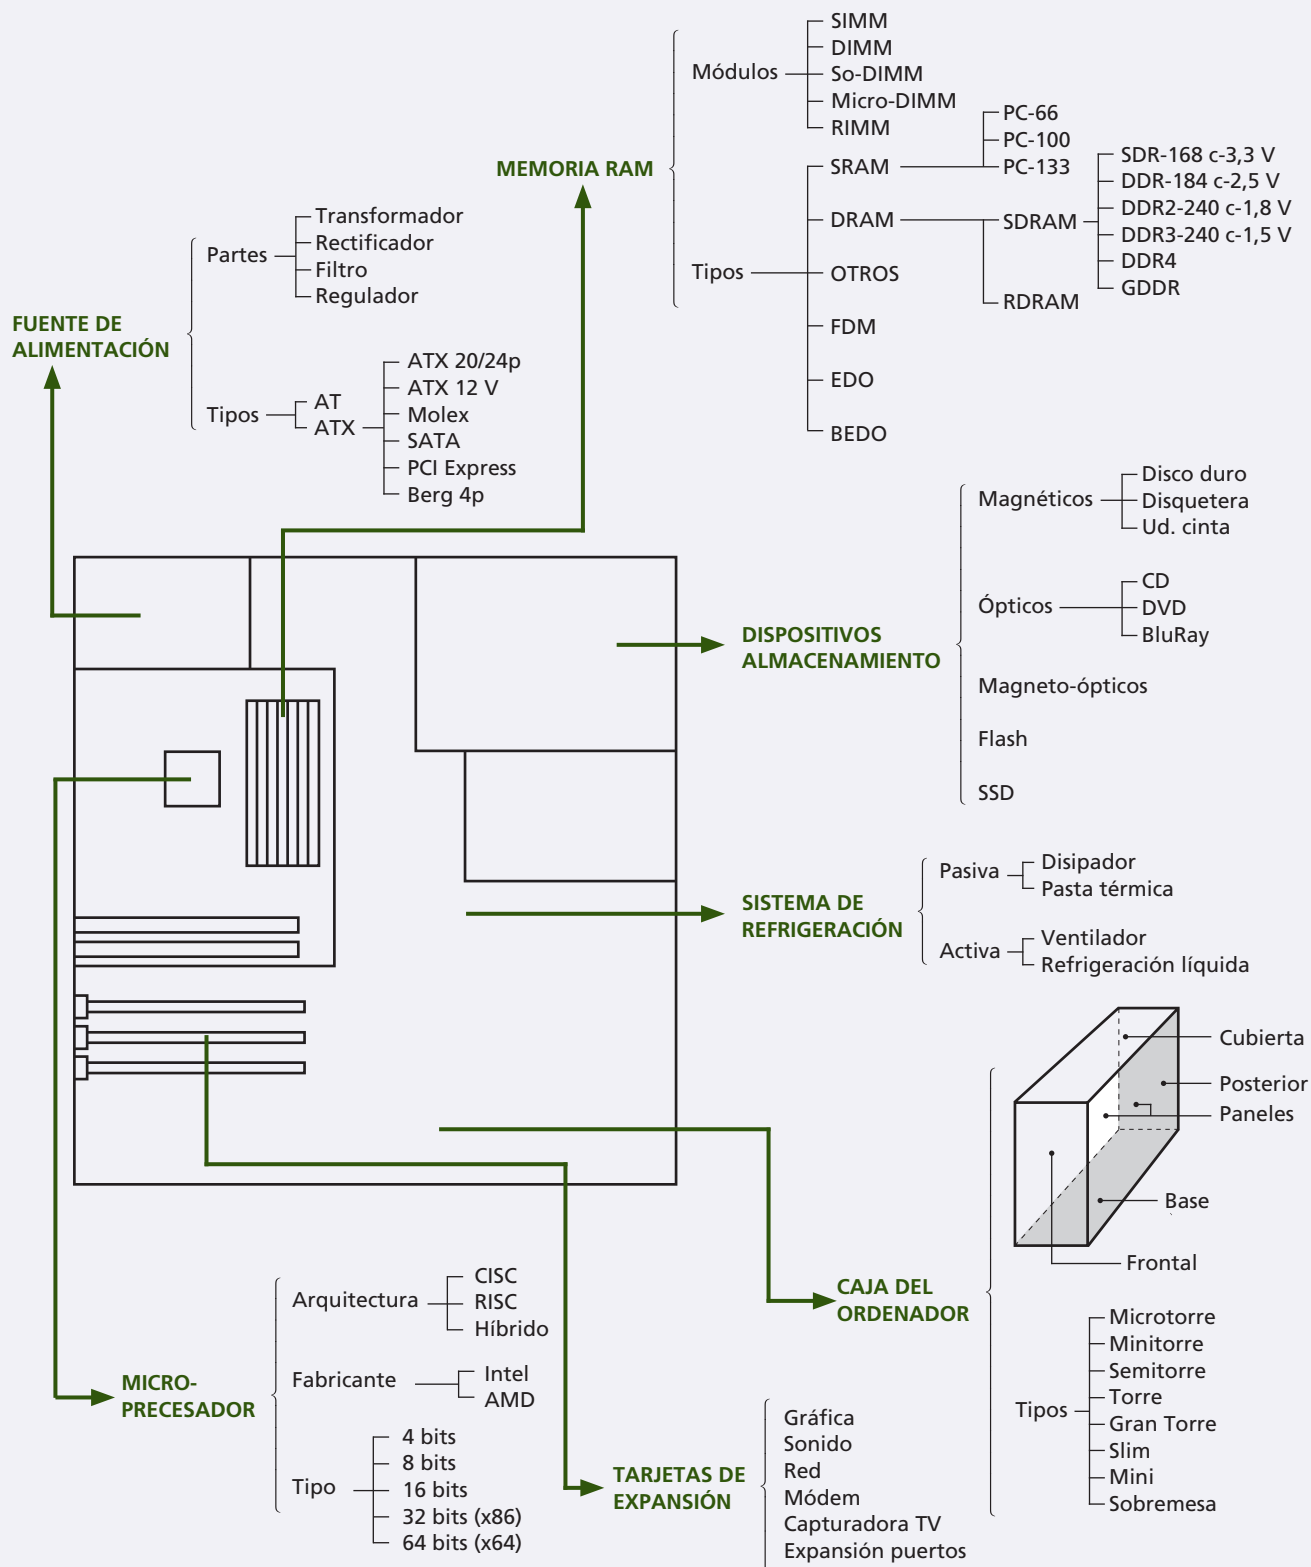 SIMM
DIMM
Módulos
So-DIMM
Micro-DIMM
RIMM
MEMORIA RAM
Tipos
SRAM
PC-66
PC-100
PC-133
DRAM
SDRAM
SDR-168 c-3,3 V
DDR-184 c-2,5 V
DDR2-240 c-1,8 V
DDR3-240 c-1,5 V
DDR4
GDDR
RDRAM
OTROS
FDM
EDO
BEDO
FUENTE DE
ALIMENTACIÓN
Partes
Transformador
Rectificador
Filtro
Regulador
Tipos
AT
ATX
ATX 20/24p
ATX 12 V
Molex
SATA
PCI Express
Berg 4p
DISPOSITIVOS
ALMACENAMIENTO
Magnéticos
Disco duro
Disquetera
Ud. cinta
Ópticos
CD
DVD
BluRay
Magneto-ópticos
Flash
SSD
SISTEMA DE
REFRIGERACIÓN
Pasiva
Disipador
Pasta térmica
Activa
Ventilador
Refrigeración líquida
CAJA DEL
ORDENADOR
Cubierta
Posterior
Paneles
Base
Frontal
Tipos
Microtorre
Minitorre
Semitorre
Torre
Gran Torre
Slim
Mini
Sobremesa
MICRO-
PRECESADOR
Arquitectura
CISC
RISC
Híbrido
Fabricante
Intel
AMD
Tipo
4 bits
8 bits
16 bits
32 bits (x86)
64 bits (x64)
TARJETAS DE
EXPANSIÓN
Gráfica
Sonido
Red
Módem
Capturadora TV
Expansión puertos